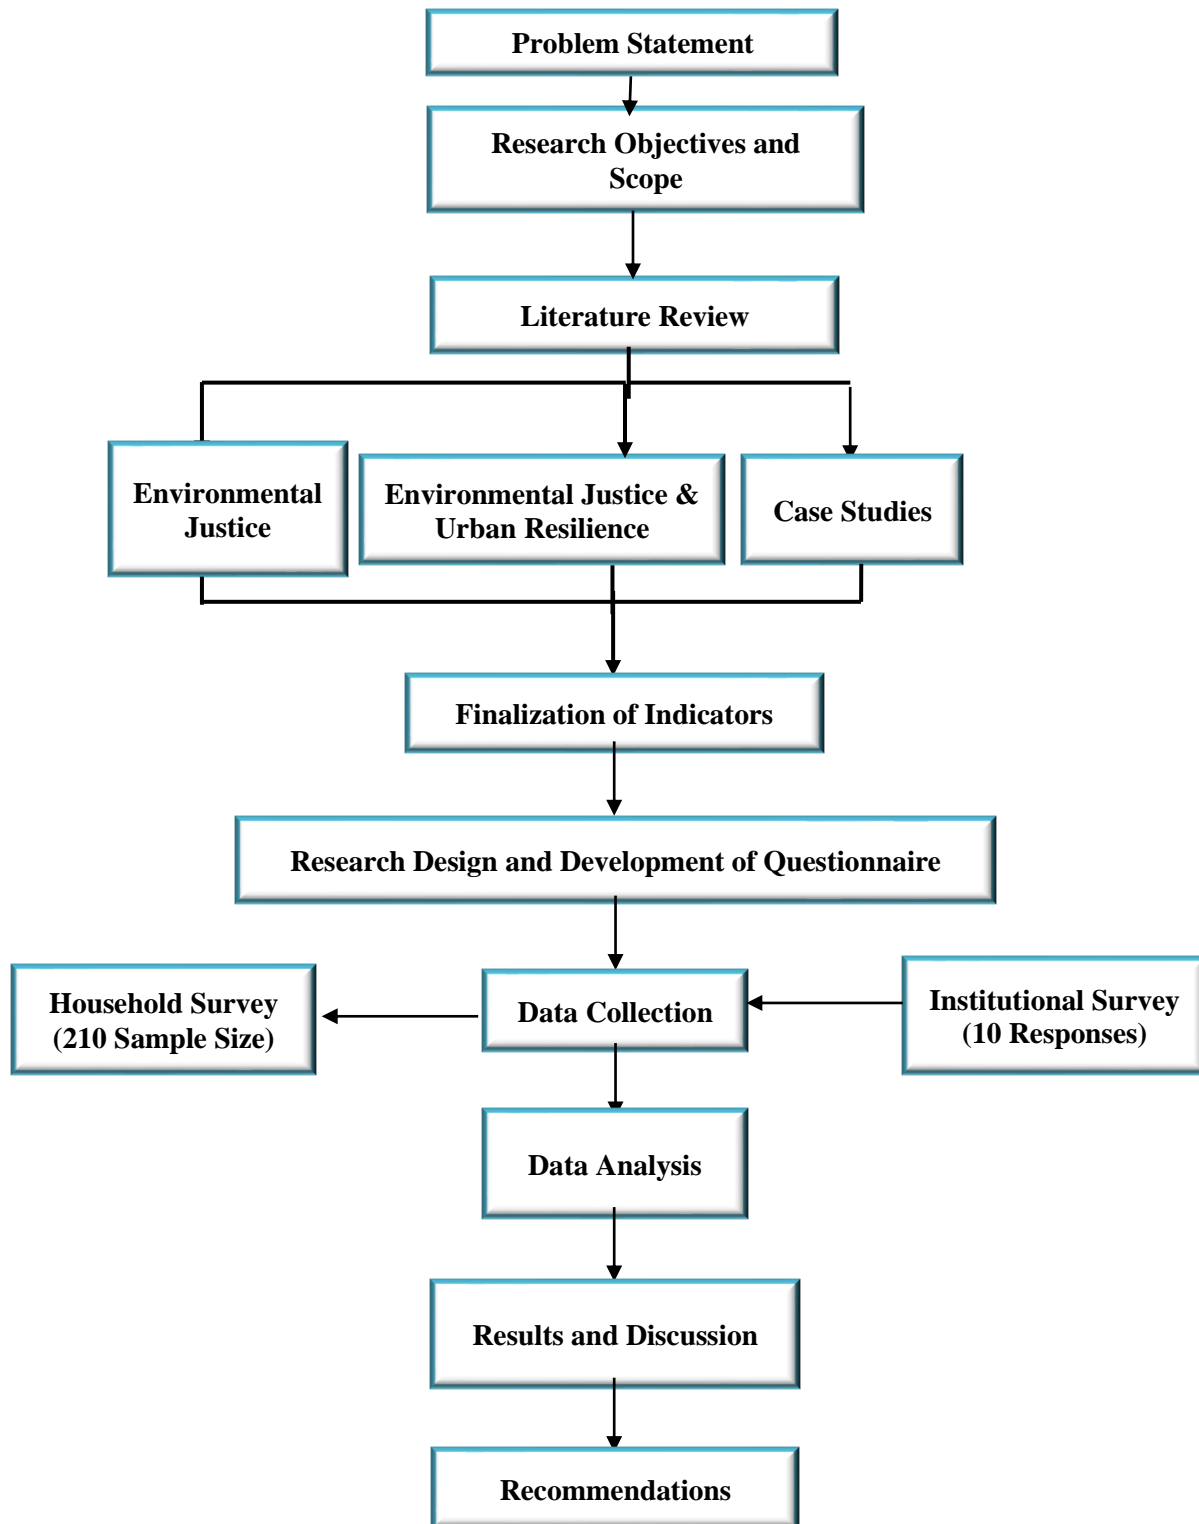 Problem Statement
Research Objectives and
Scope
Literature Review
Environmental
Justice
Environmental Justice &
Urban Resilience
Case Studies
Finalization of Indicators
Research Design and Development of Questionnaire
Household Survey
(210 Sample Size)
Data Collection
Institutional Survey
(10 Responses)
Data Analysis
Results and Discussion
Recommendations